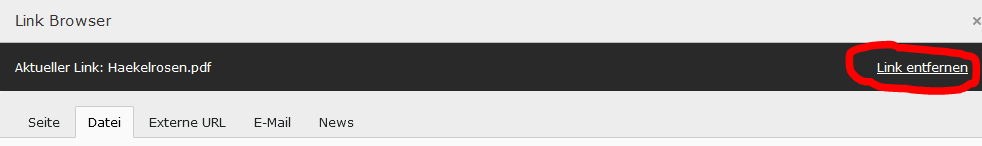 Link Browser ×
Aktueller Link: Haekelrosen.pdf Link entfernen
Seite Datei Externe URL E-Mail News